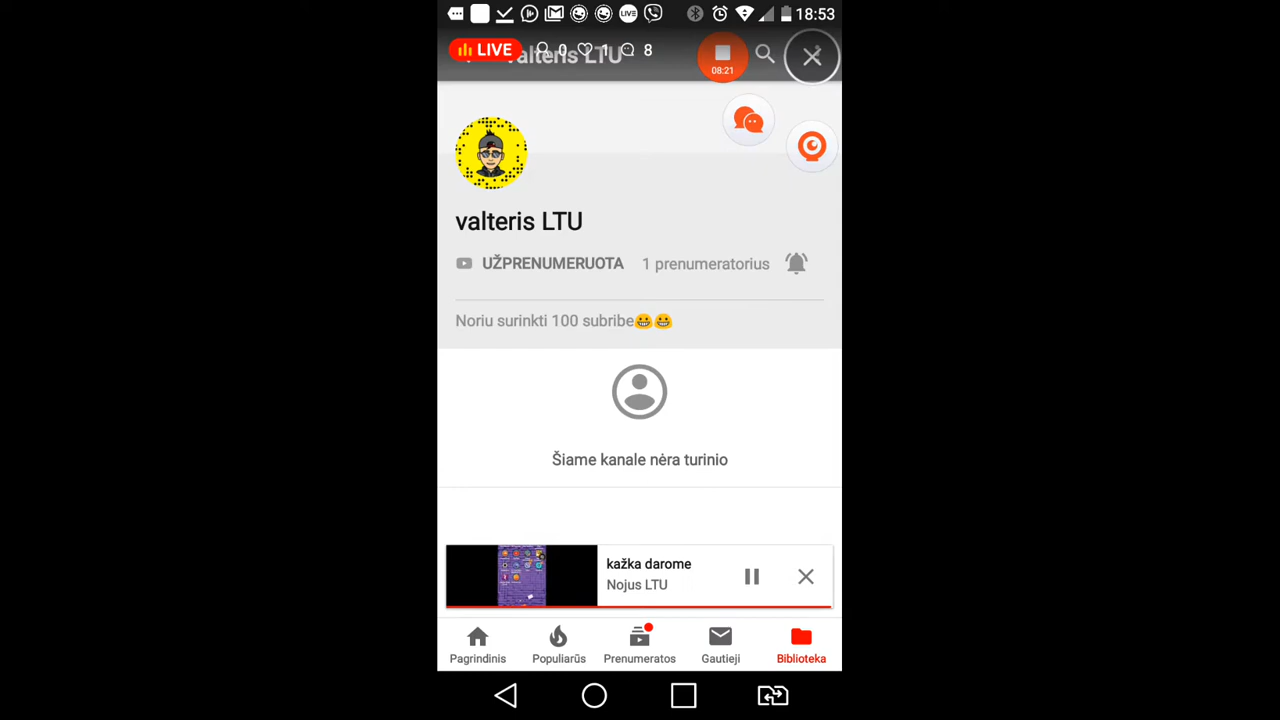 LIVE 18:53
LIVE 0 1 8
valteris LTU
08:21
valteris LTU
UŽPRENUMERUOTA 1 prenumeratorius
Noriu surinkti 100 subribe😬😬
Šiame kanale nėra turinio
kažka darome
Nojus LTU
Pagrindinis Populiarūs Prenumeratos Gautieji Biblioteka